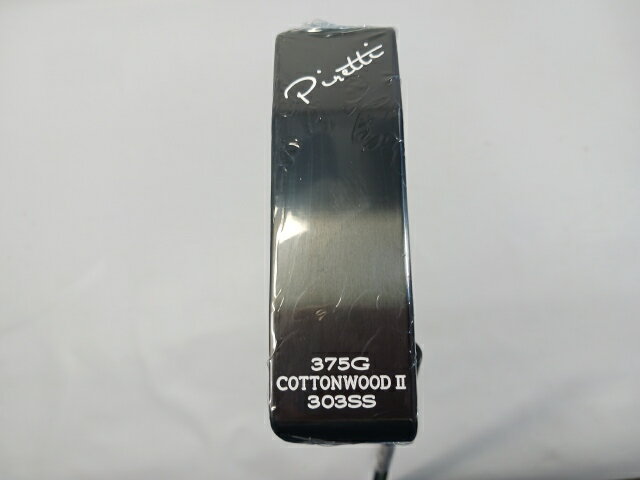 Piretti
375G
COTTONWOOD II
303SS